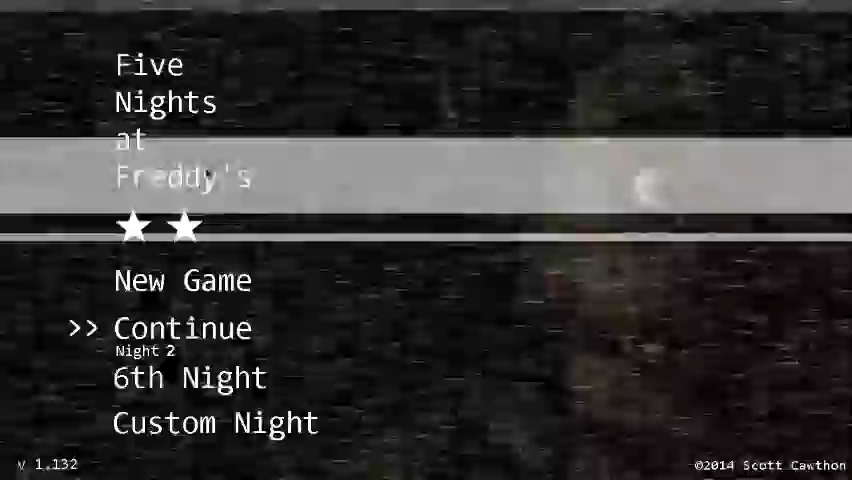 Five
Nights
at
Freddy's
New Game
>> Continue
Night 2
6th Night
Custom Night
v 1.132
©2014 Scott Cawthon